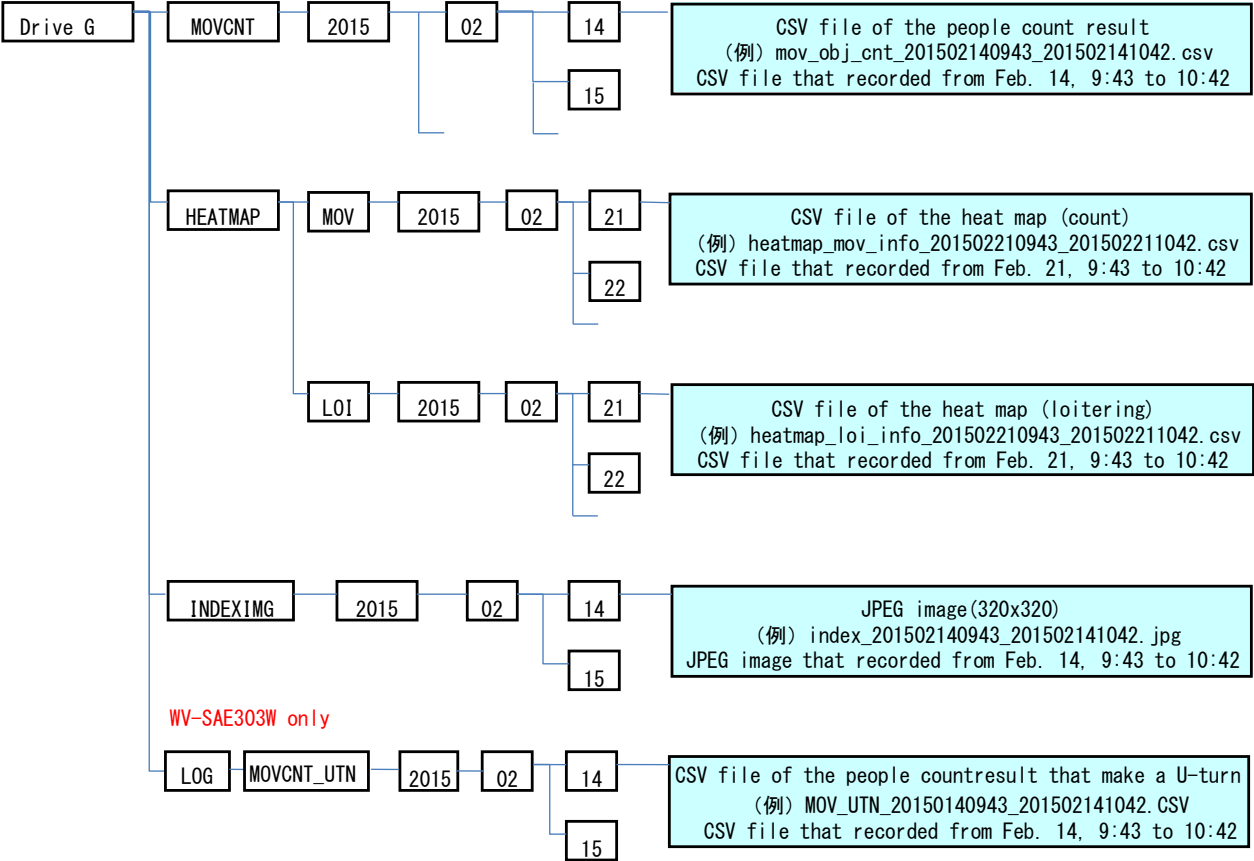 Drive G
MOVCNT
2015
02
14
15
CSV file of the people count result
（例）mov_obj_cnt_201502140943_201502141042.csv
CSV file that recorded from Feb. 14, 9:43 to 10:42
HEATMAP
MOV
2015
02
21
22
CSV file of the heat map (count)
（例）heatmap_mov_info_201502210943_201502211042.csv
CSV file that recorded from Feb. 21, 9:43 to 10:42
LOI
2015
02
21
22
CSV file of the heat map (loitering)
（例）heatmap_loi_info_201502210943_201502211042.csv
CSV file that recorded from Feb. 21, 9:43 to 10:42
INDEXIMG
2015
02
14
15
JPEG image(320x320)
（例）index_201502140943_201502141042.jpg
JPEG image that recorded from Feb. 14, 9:43 to 10:42
WV-SAE303W only
LOG
MOVCNT_UTN
2015
02
14
15
CSV file of the people countresult that make a U-turn
（例）MOV_UTN_20150140943_201502141042.CSV
CSV file that recorded from Feb. 14, 9:43 to 10:42